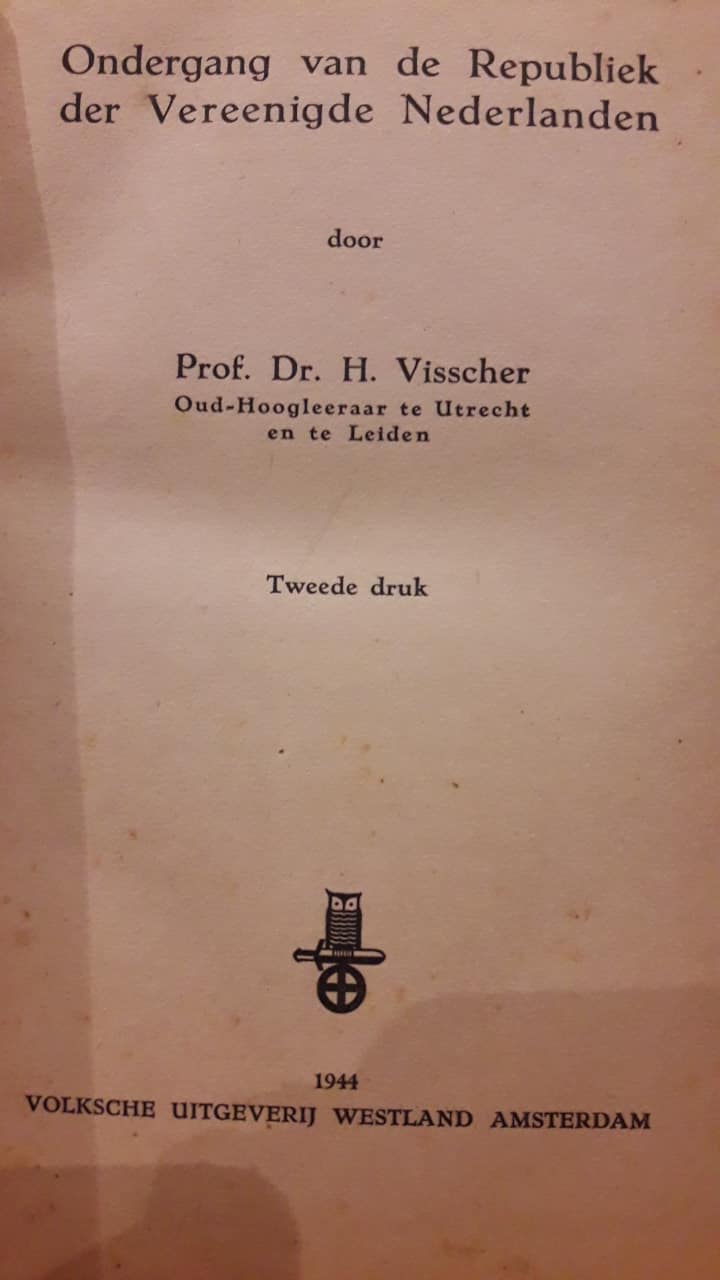 Ondergang van de Republiek
der Vereenigde Nederlanden
door
Prof. Dr. H. Visscher
Oud-Hoogleeraar te Utrecht
en te Leiden
Tweede druk
1944
VOLKSCHE UITGEVERIJ WESTLAND AMSTERDAM